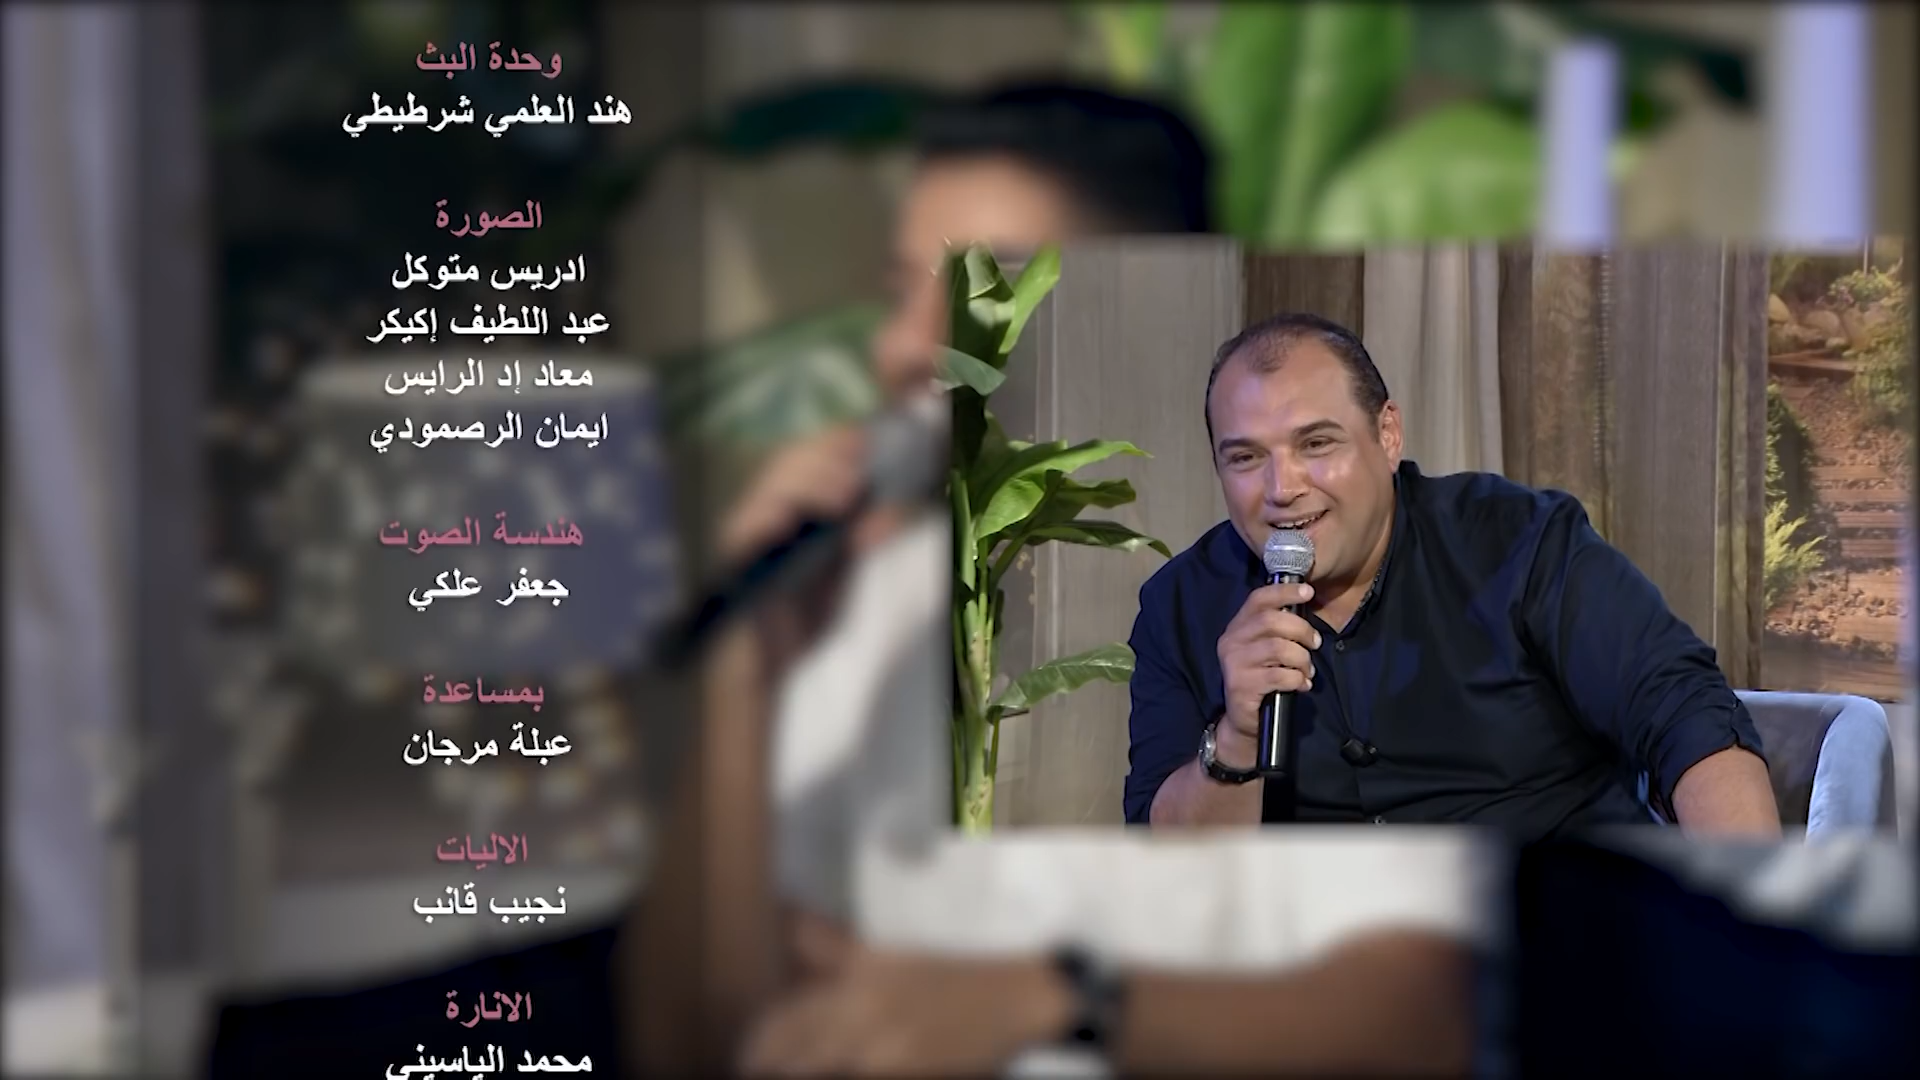 وحدة البث
هند العلمي شرطيطي
الصورة
ادريس متوكل
عبد اللطيف إكيكر
معاد إد الرايس
ايمان الرصمودي
هندسة الصوت
جعفر علكي
بمساعدة
عبلة مرجان
الاليات
نجيب قانب
الانارة
محمد الياسيني